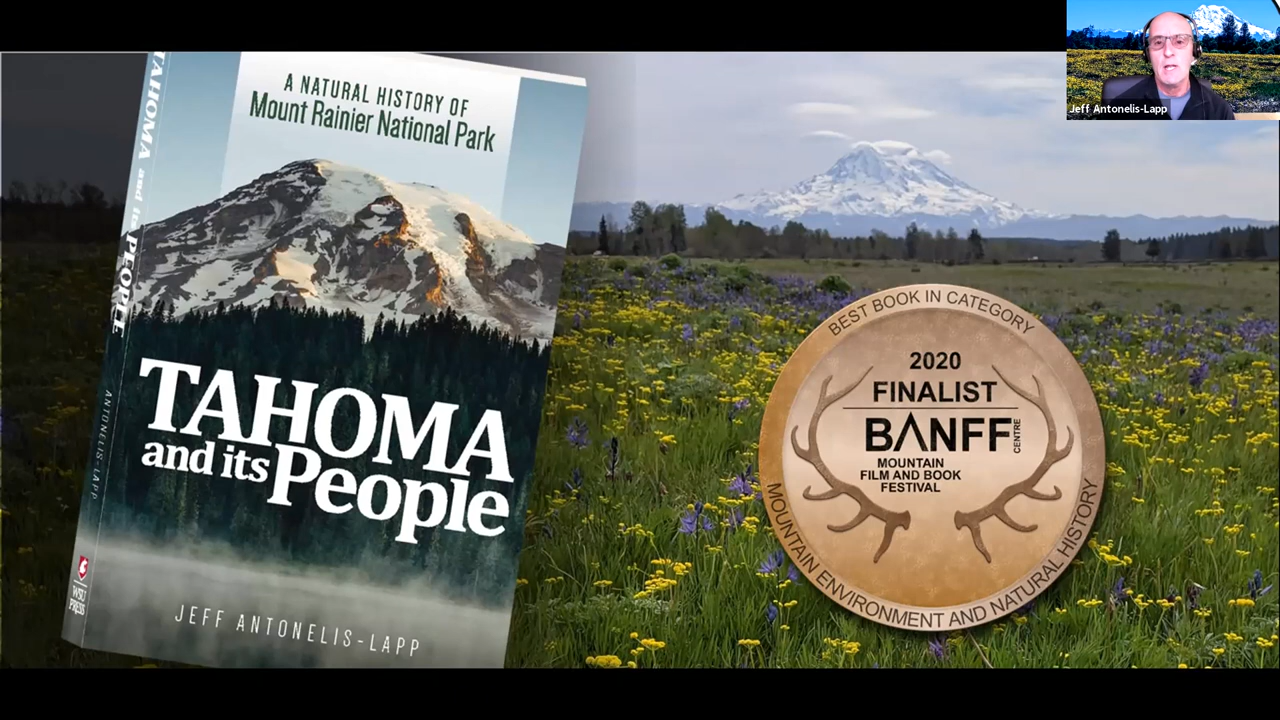 A NATURAL HISTORY OF
Mount Rainier National Park
TAHOMA
and its People
JEFF ANTONELIS-LAPP
TAHOMA and its PEOPLE
ANTONELIS-LAPP
WSU
PRESS
BEST BOOK IN CATEGORY
2020
FINALIST
BANFF CENTRE
MOUNTAIN
FILM AND BOOK
FESTIVAL
MOUNTAIN ENVIRONMENT AND NATURAL HISTORY
Jeff Antonelis-Lapp